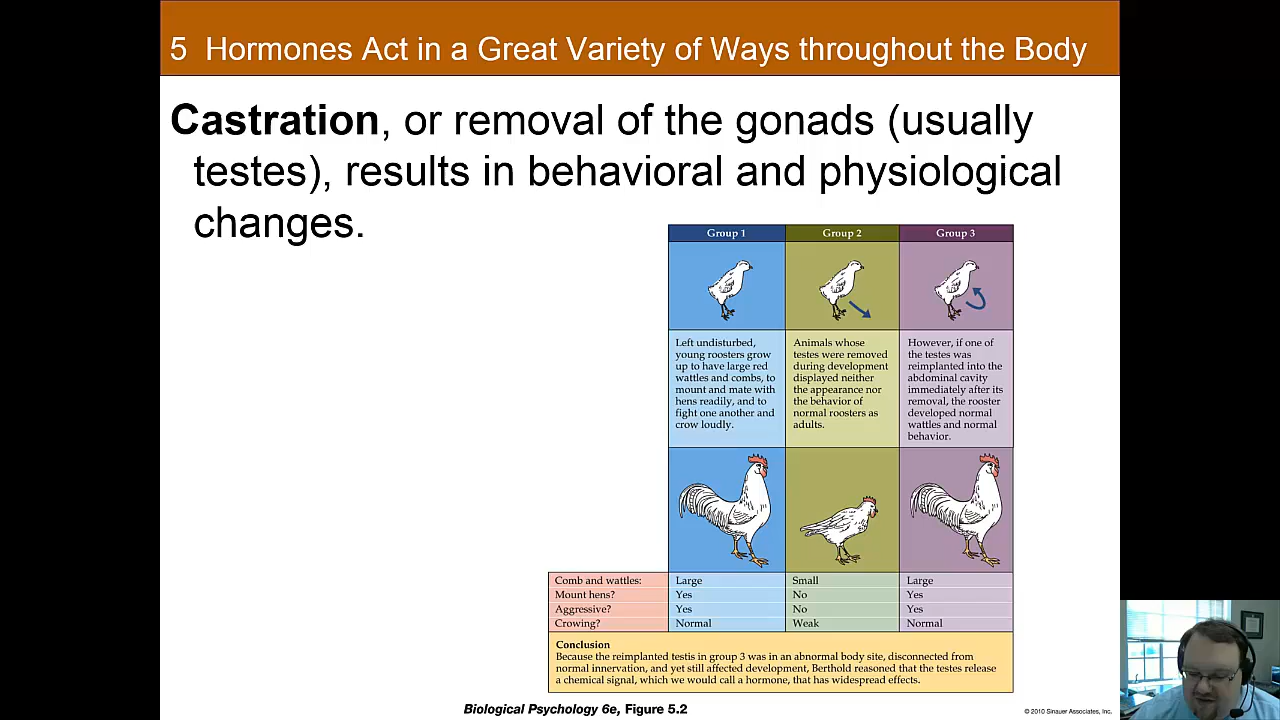 5 Hormones Act in a Great Variety of Ways throughout the Body
Castration, or removal of the gonads (usually
testes), results in behavioral and physiological
changes.
Group 1
Group 2
Group 3
Left undisturbed,
young roosters grow
up to have large red
wattles and combs, to
mount and mate with
hens readily, and to
fight one another and
crow loudly.
Animals whose
testes were removed
during development
displayed neither
the appearance nor
the behavior of
normal roosters as
adults.
However, if one of
the testes was
reimplanted into the
abdominal cavity
immediately after its
removal, the rooster
developed normal
wattles and normal
behavior.
Comb and wattles: Large Small Large
Mount hens? Yes No Yes
Aggressive? Yes No Yes
Crowing? Normal Weak Normal
Conclusion
Because the reimplanted testis in group 3 was in an abnormal body site, disconnected from
normal innervation, and yet still affected development, Berthold reasoned that the testes release
a chemical signal, which we would call a hormone, that has widespread effects.
Biological Psychology 6e, Figure 5.2
© 2010 Sinauer Associates, Inc.